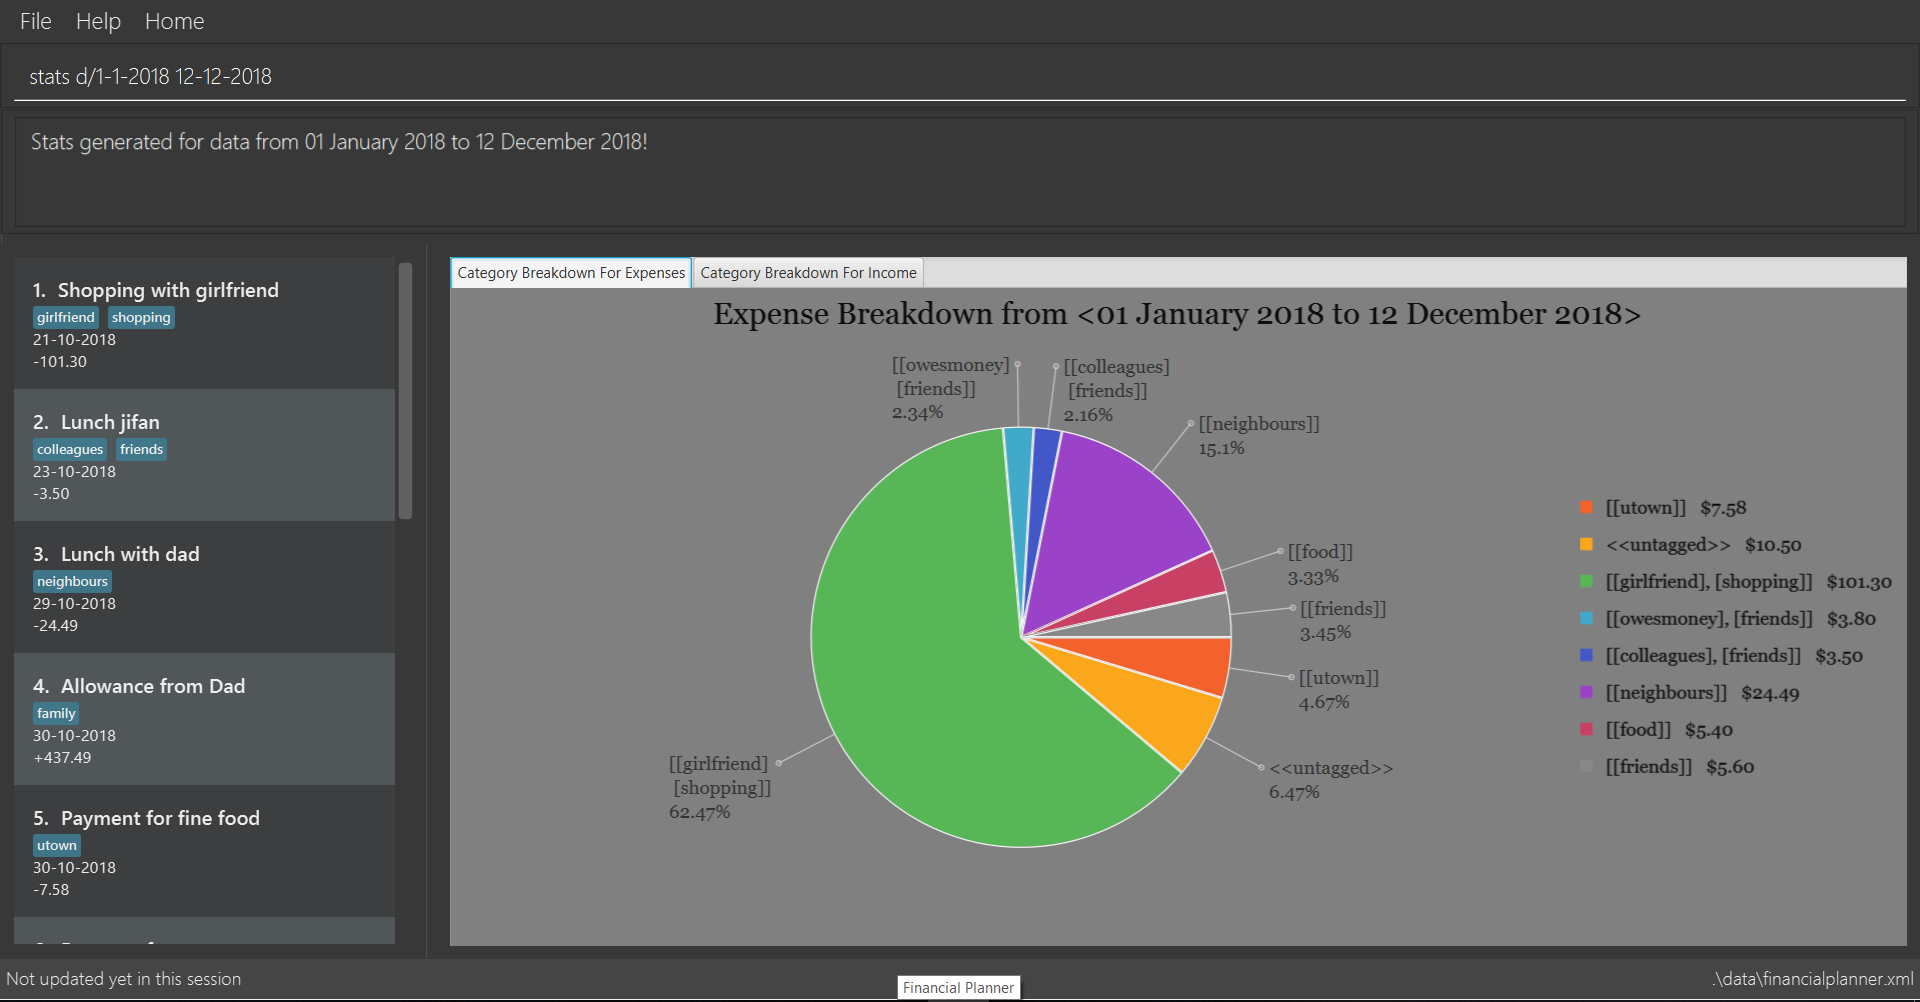 File Help Home
stats d/1-1-2018 12-12-2018
Stats generated for data from 01 January 2018 to 12 December 2018!
1. Shopping with girlfriend
girlfriend shopping
21-10-2018
-101.30
2. Lunch jifan
colleagues friends
23-10-2018
-3.50
3. Lunch with dad
neighbours
29-10-2018
-24.49
4. Allowance from Dad
family
30-10-2018
+437.49
5. Payment for fine food
utown
30-10-2018
-7.58
Category Breakdown For Expenses
Category Breakdown For Income
Expense Breakdown from <01 January 2018 to 12 December 2018>
[[owesmoney]
[friends]]
2.34%
[[colleagues]
[friends]]
2.16%
[[neighbours]]
15.1%
[[food]]
3.33%
[[friends]]
3.45%
[[utown]]
4.67%
<<untagged>>
6.47%
[[girlfriend]
[shopping]]
62.47%
[[utown]] $7.58
<<untagged>> $10.50
[[girlfriend], [shopping]] $101.30
[[owesmoney], [friends]] $3.80
[[colleagues], [friends]] $3.50
[[neighbours]] $24.49
[[food]] $5.40
[[friends]] $5.60
Not updated yet in this session
Financial Planner
.\data\financialplanner.xml